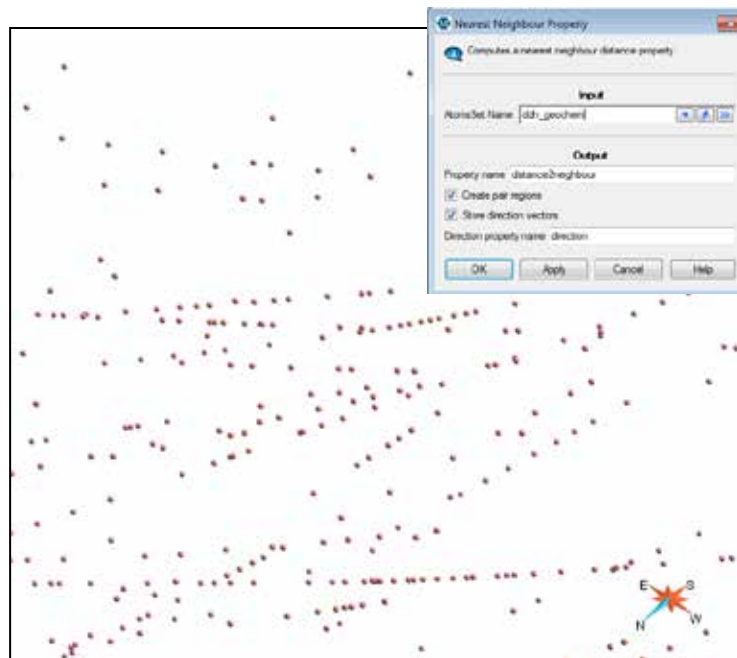 Nearest Neighbour Property
Computes a nearest neighbour distance property
Input
AtomsSet Name ddh_geochem
Output
Property name distance2neighbour
Create pair regions
Store direction vectors
Direction property name direction
OK Apply Cancel Help
E S
N W